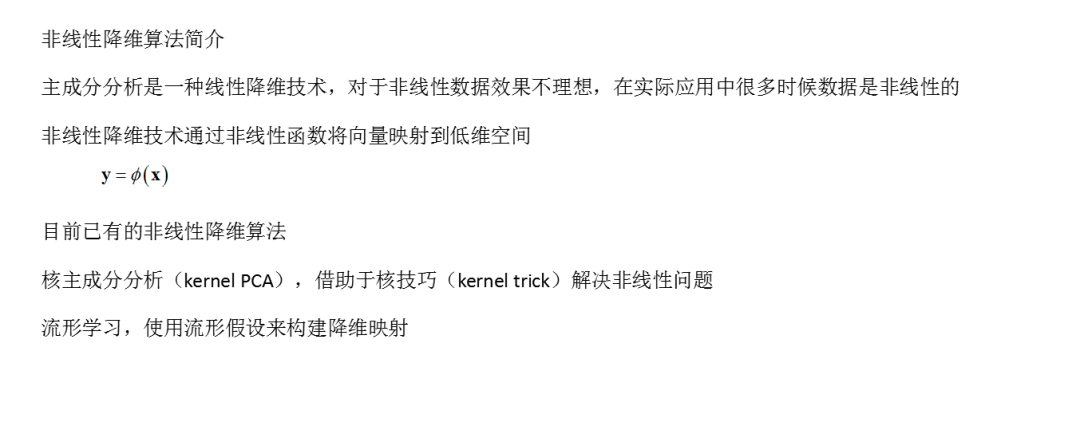 非线性降维算法简介
主成分分析是一种线性降维技术，对于非线性数据效果不理想，在实际应用中很多时候数据是非线性的
非线性降维技术通过非线性函数将向量映射到低维空间
y = ϕ(x)
目前已有的非线性降维算法
核主成分分析（kernel PCA），借助于核技巧（kernel trick）解决非线性问题
流形学习，使用流形假设来构建降维映射